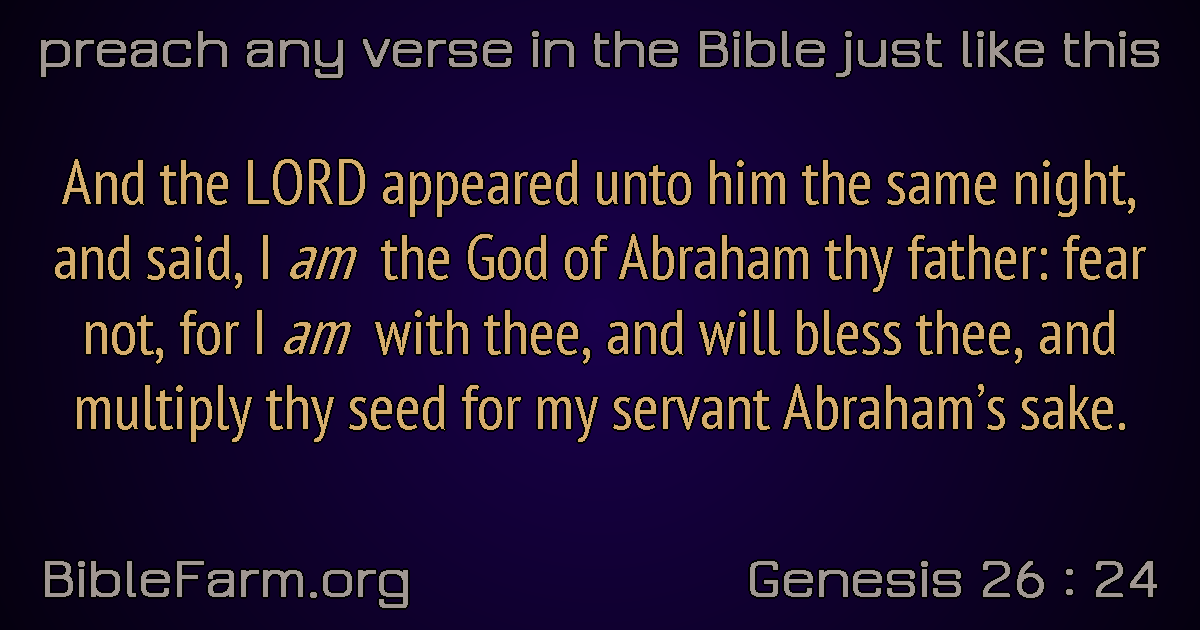 preach any verse in the Bible just like this
And the LORD appeared unto him the same night,
and said, I am the God of Abraham thy father: fear
not, for I am with thee, and will bless thee, and
multiply thy seed for my servant Abraham’s sake.
BibleFarm.org
Genesis 26 : 24